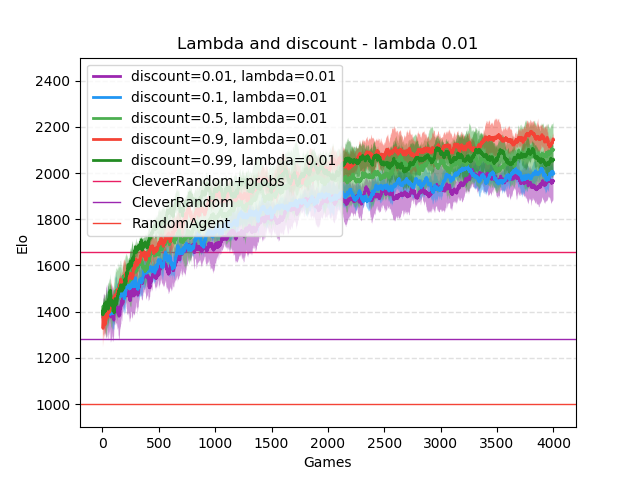 Lambda and discount - lambda 0.01
2400
2200
2000
1800
1600
1400
1200
1000
Elo
discount=0.01, lambda=0.01
discount=0.1, lambda=0.01
discount=0.5, lambda=0.01
discount=0.9, lambda=0.01
discount=0.99, lambda=0.01
CleverRandom+probs
CleverRandom
RandomAgent
0 500 1000 1500 2000 2500 3000 3500 4000
Games